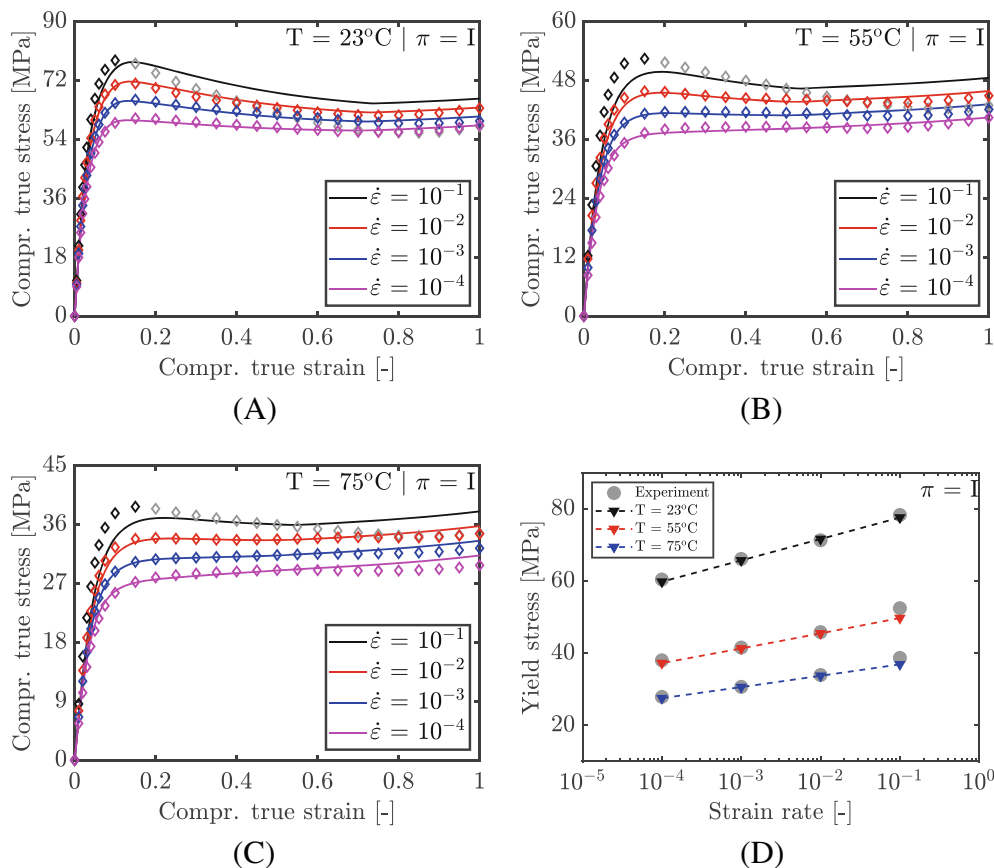 T = 23°C | π = I
Compr. true stress [MPa]
90
72
54
36
18
0
ε̇ = 10⁻¹
ε̇ = 10⁻²
ε̇ = 10⁻³
ε̇ = 10⁻⁴
0 0.2 0.4 0.6 0.8 1
Compr. true strain [-]
(A)
T = 55°C | π = I
Compr. true stress [MPa]
60
48
36
24
12
0
ε̇ = 10⁻¹
ε̇ = 10⁻²
ε̇ = 10⁻³
ε̇ = 10⁻⁴
0 0.2 0.4 0.6 0.8 1
Compr. true strain [-]
(B)
T = 75°C | π = I
Compr. true stress [MPa]
45
36
27
18
9
0
ε̇ = 10⁻¹
ε̇ = 10⁻²
ε̇ = 10⁻³
ε̇ = 10⁻⁴
0 0.2 0.4 0.6 0.8 1
Compr. true strain [-]
(C)
π = I
Experiment
T = 23°C
T = 55°C
T = 75°C
Yield stress [MPa]
80
60
40
20
10⁻⁵ 10⁻⁴ 10⁻³ 10⁻² 10⁻¹ 10⁰
Strain rate [-]
(D)